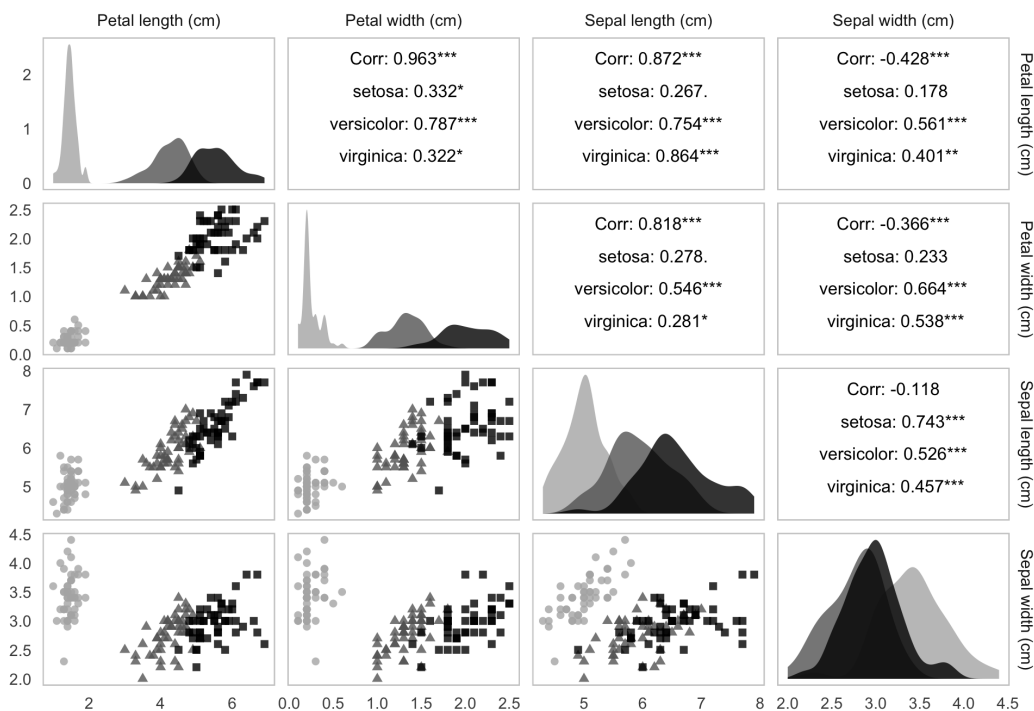 Petal length (cm) Petal width (cm) Sepal length (cm) Sepal width (cm)
2
1
0
Corr: 0.963***
setosa: 0.332*
versicolor: 0.787***
virginica: 0.322*
Corr: 0.872***
setosa: 0.267.
versicolor: 0.754***
virginica: 0.864***
Corr: -0.428***
setosa: 0.178
versicolor: 0.561***
virginica: 0.401**
Petal length (cm)
2.5
2.0
1.5
1.0
0.5
0.0
Corr: 0.818***
setosa: 0.278.
versicolor: 0.546***
virginica: 0.281*
Corr: -0.366***
setosa: 0.233
versicolor: 0.664***
virginica: 0.538***
Petal width (cm)
8
7
6
5
Corr: -0.118
setosa: 0.743***
versicolor: 0.526***
virginica: 0.457***
Sepal length (cm)
4.5
4.0
3.5
3.0
2.5
2.0
Sepal width (cm)
2 4 6 0.0 0.5 1.0 1.5 2.0 2.5 5 6 7 8 2.0 2.5 3.0 3.5 4.0 4.5